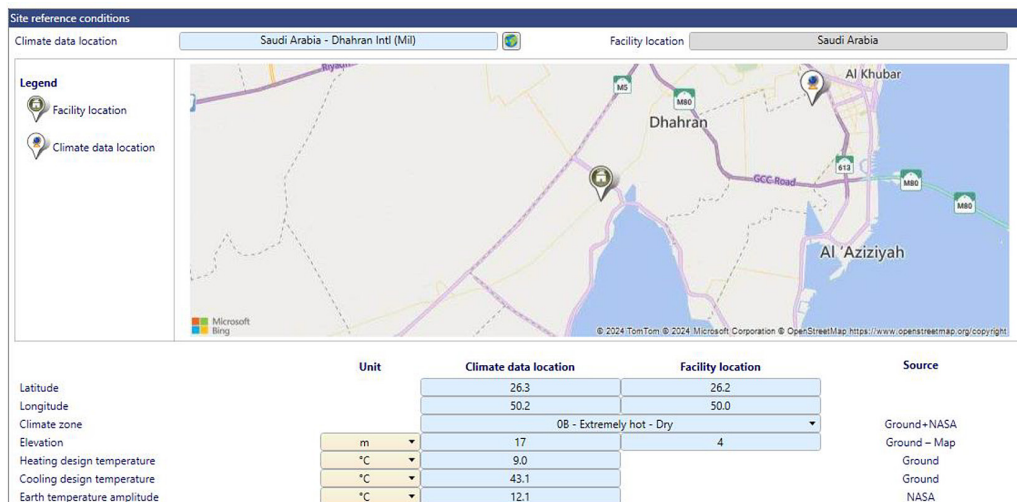 Site reference conditions
Climate data location Saudi Arabia - Dhahran Intl (Mil) Facility location Saudi Arabia
Legend
Facility location
Climate data location
Riyadh
M5
M80
Al Khubar
Dhahran
613
GCC Road
M80
M80
Al 'Aziziyah
Microsoft
Bing
© 2024 TomTom © 2024 Microsoft Corporation © OpenStreetMap https://www.openstreetmap.org/copyright
Unit Climate data location Facility location Source
Latitude 26.3 26.2
Longitude 50.2 50.0
Climate zone 0B - Extremely hot - Dry Ground+NASA
Elevation m 17 4 Ground – Map
Heating design temperature °C 9.0 Ground
Cooling design temperature °C 43.1 Ground
Earth temperature amplitude °C 12.1 NASA